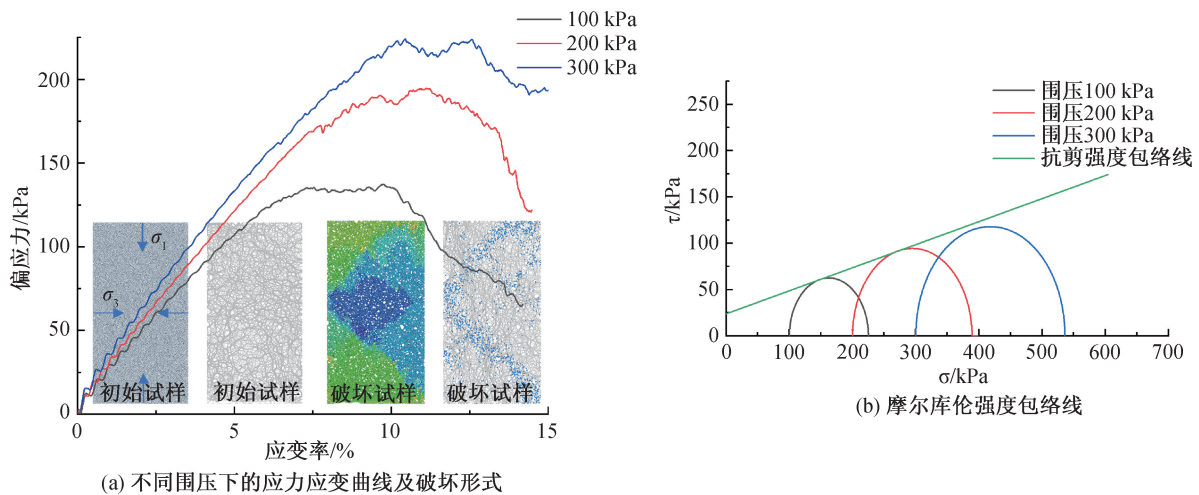 100 kPa
200 kPa
300 kPa
偏应力/kPa
200
150
100
50
0
σ1
σ3
初始试样
初始试样
破坏试样
破坏试样
0
5
10
15
应变率/%
(a) 不同围压下的应力应变曲线及破坏形式
围压100 kPa
围压200 kPa
围压300 kPa
抗剪强度包络线
τ/kPa
250
200
150
100
50
0
0
100
200
300
400
500
600
700
σ/kPa
(b) 摩尔库伦强度包络线